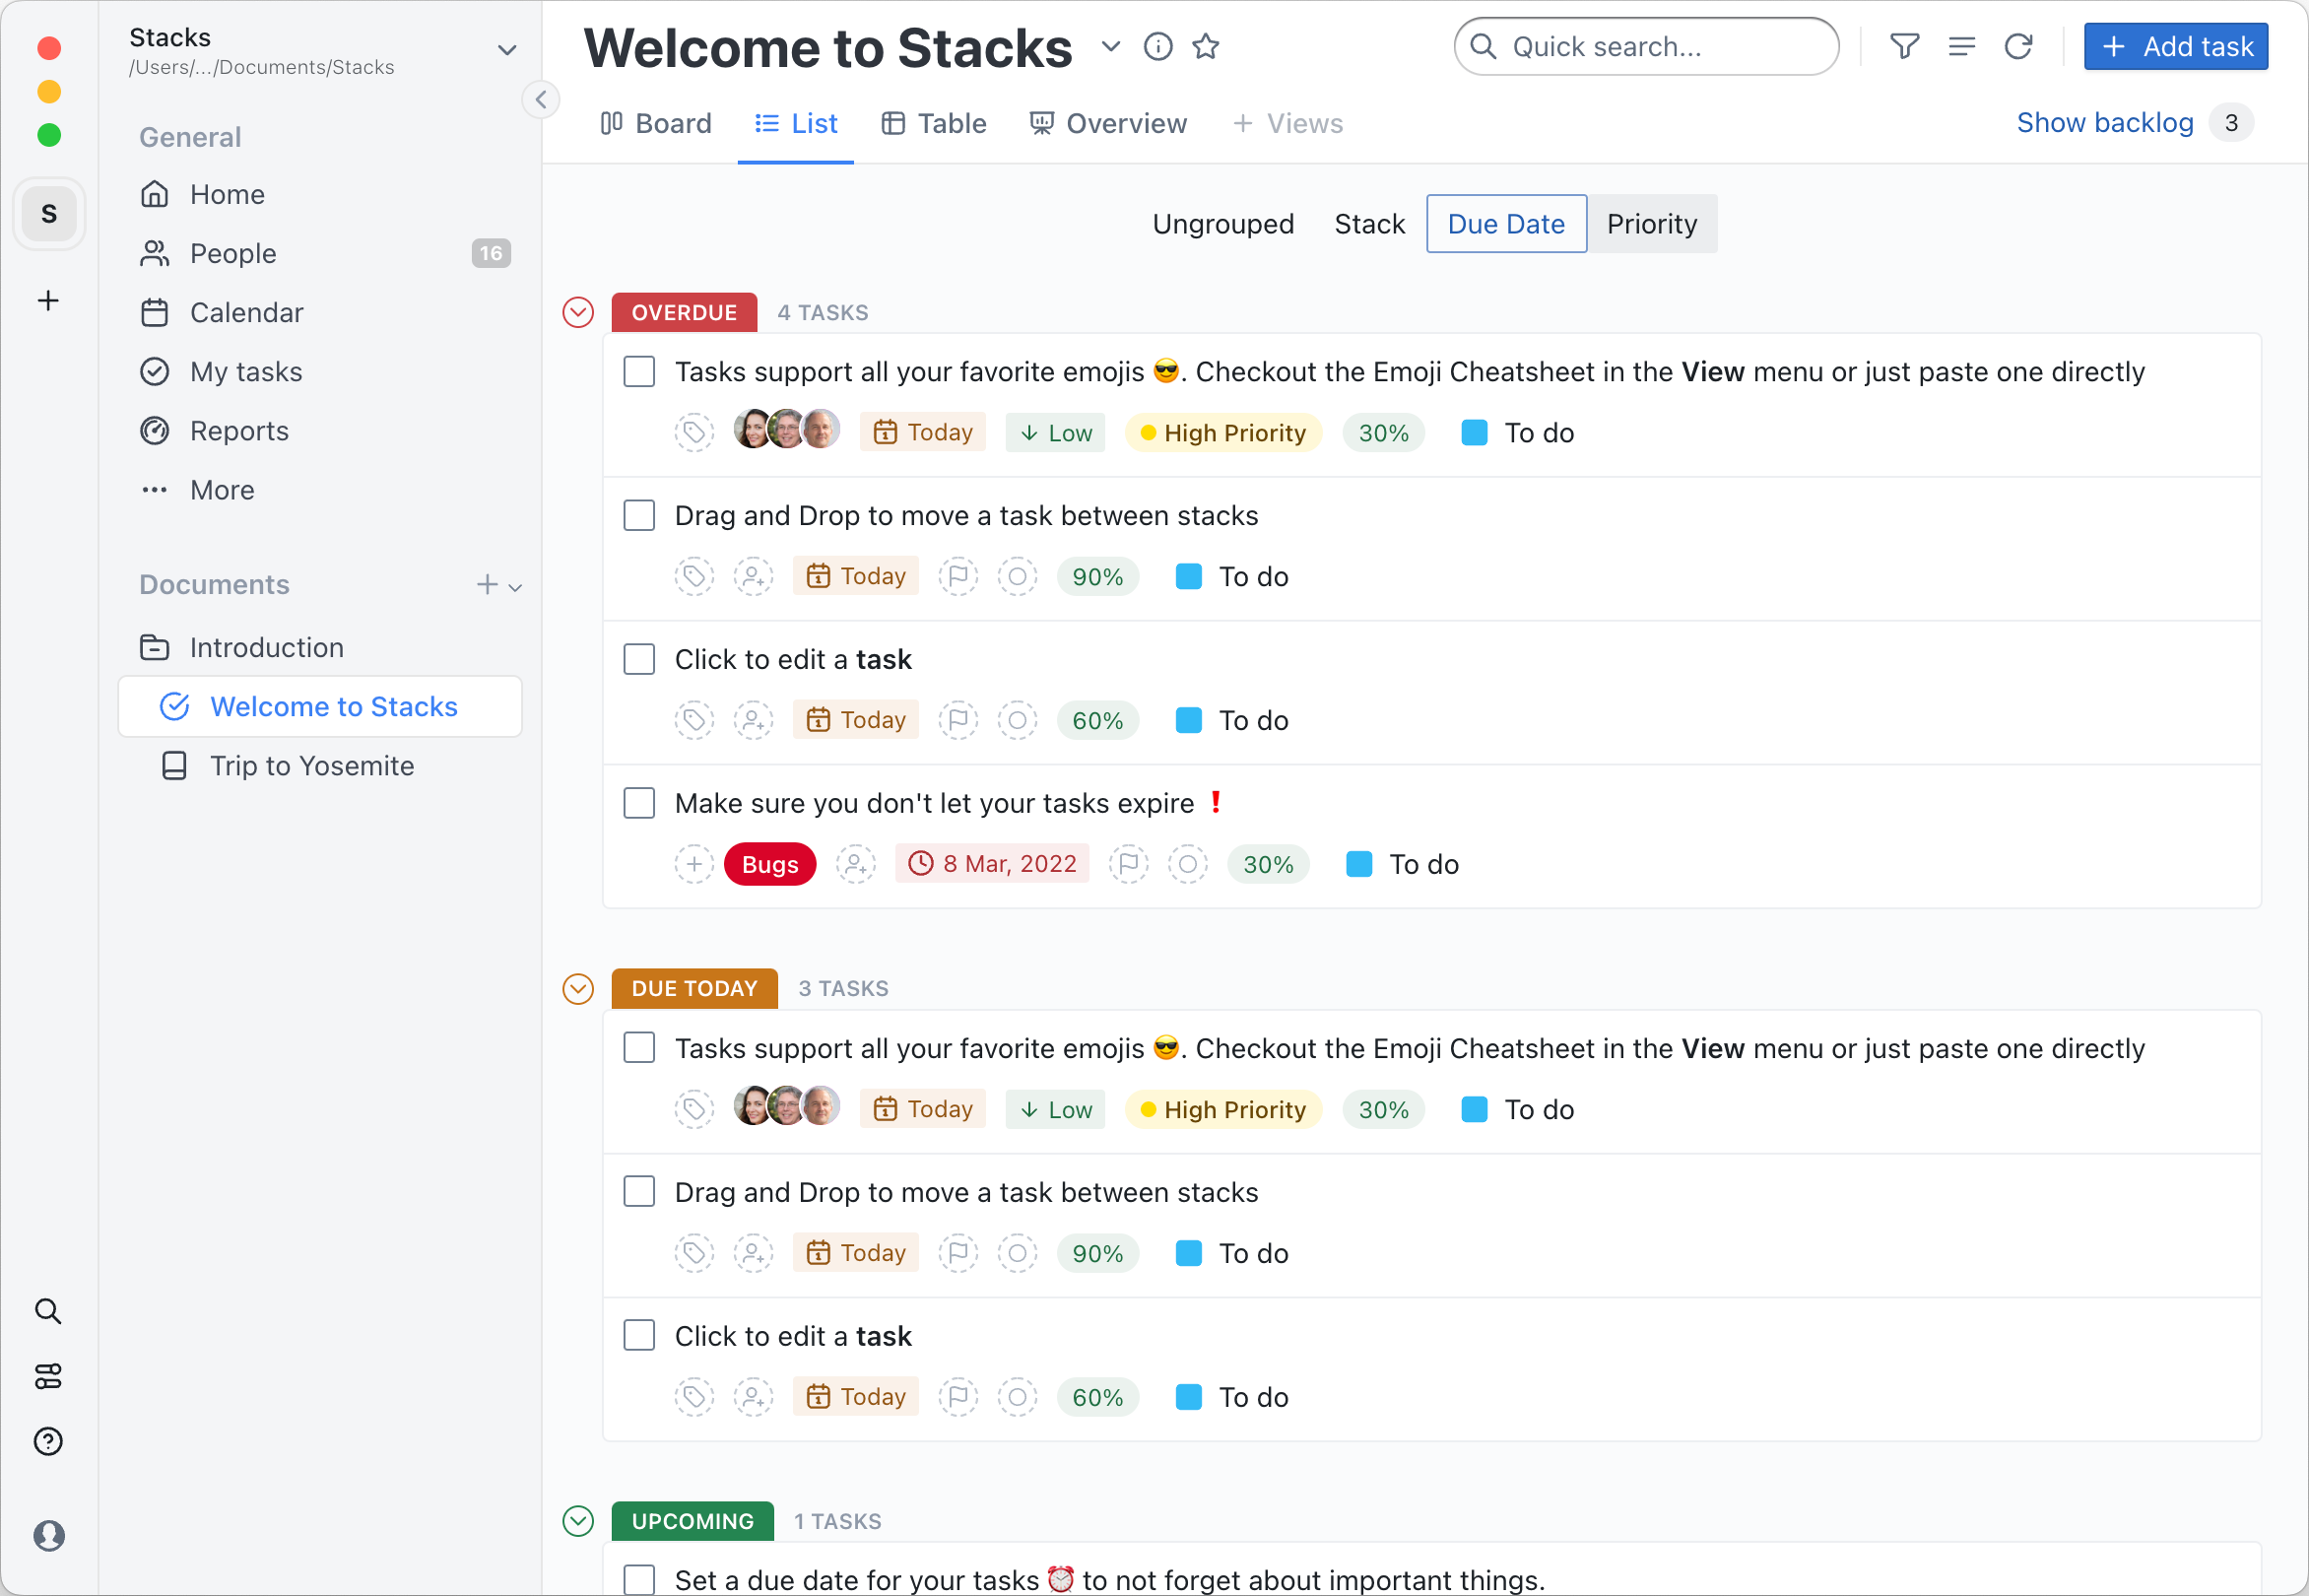 Stacks
/Users/.../Documents/Stacks
S
General
Home
People 16
Calendar
My tasks
Reports
More
Documents
Introduction
Welcome to Stacks
Trip to Yosemite
Welcome to Stacks
Quick search...
Add task
Board List Table Overview Views
Show backlog 3
Ungrouped Stack Due Date Priority
OVERDUE 4 TASKS
Tasks support all your favorite emojis 😎. Checkout the Emoji Cheatsheet in the View menu or just paste one directly
Today Low High Priority 30% To do
Drag and Drop to move a task between stacks
Today 90% To do
Click to edit a task
Today 60% To do
Make sure you don't let your tasks expire ❗
Bugs 8 Mar, 2022 30% To do
DUE TODAY 3 TASKS
Tasks support all your favorite emojis 😎. Checkout the Emoji Cheatsheet in the View menu or just paste one directly
Today Low High Priority 30% To do
Drag and Drop to move a task between stacks
Today 90% To do
Click to edit a task
Today 60% To do
UPCOMING 1 TASKS
Set a due date for your tasks ⏰ to not forget about important things.